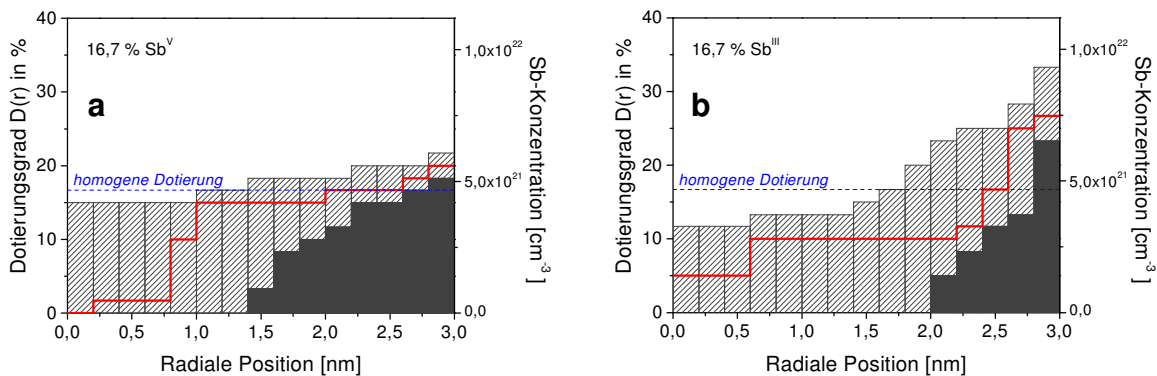 16,7 % Sb^V
a
homogene Dotierung
Dotierungsgrad D(r) in %
40
30
20
10
0
0,0
0,5
1,0
1,5
2,0
2,5
3,0
Radiale Position [nm]
1,0x10^22
5,0x10^21
0,0
Sb-Konzentration [cm^-3 ]
16,7 % Sb^III
b
homogene Dotierung
Dotierungsgrad D(r) in %
40
30
20
10
0
0,0
0,5
1,0
1,5
2,0
2,5
3,0
Radiale Position [nm]
1,0x10^22
5,0x10^21
0,0
Sb-Konzentration [cm^-3 ]